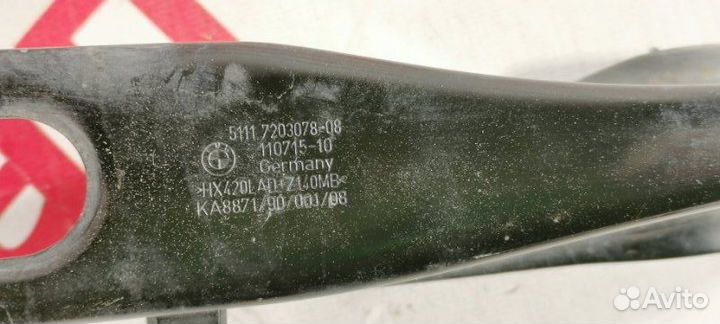 5111 7203078-08
110715-10
Germany
>HX420LAD+Z140MB<
KA8871/90/001/08
Avito